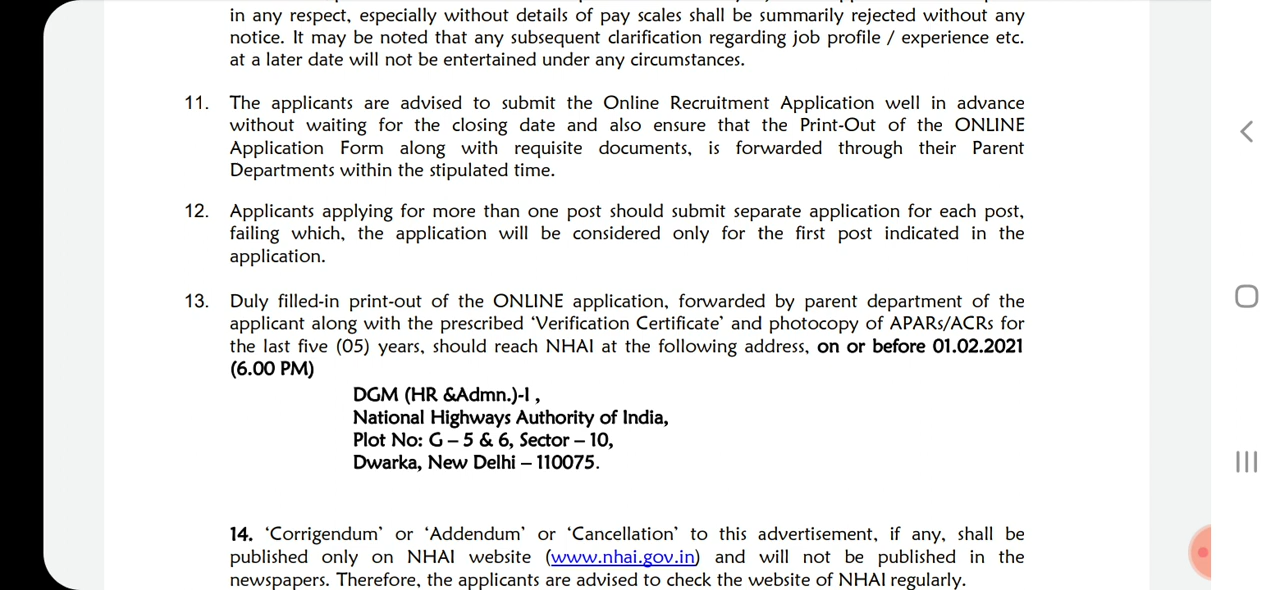 in any respect, especially without details of pay scales shall be summarily rejected without any
notice. It may be noted that any subsequent clarification regarding job profile / experience etc.
at a later date will not be entertained under any circumstances.
11. The applicants are advised to submit the Online Recruitment Application well in advance
without waiting for the closing date and also ensure that the Print-Out of the ONLINE
Application Form along with requisite documents, is forwarded through their Parent
Departments within the stipulated time.
12. Applicants applying for more than one post should submit separate application for each post,
failing which, the application will be considered only for the first post indicated in the
application.
13. Duly filled-in print-out of the ONLINE application, forwarded by parent department of the
applicant along with the prescribed ‘Verification Certificate’ and photocopy of APARs/ACRs for
the last five (05) years, should reach NHAI at the following address, on or before 01.02.2021
(6.00 PM)
DGM (HR &Admn.)-I ,
National Highways Authority of India,
Plot No: G – 5 & 6, Sector – 10,
Dwarka, New Delhi – 110075.
14. ‘Corrigendum’ or ‘Addendum’ or ‘Cancellation’ to this advertisement, if any, shall be
published only on NHAI website (www.nhai.gov.in) and will not be published in the
newspapers. Therefore, the applicants are advised to check the website of NHAI regularly.